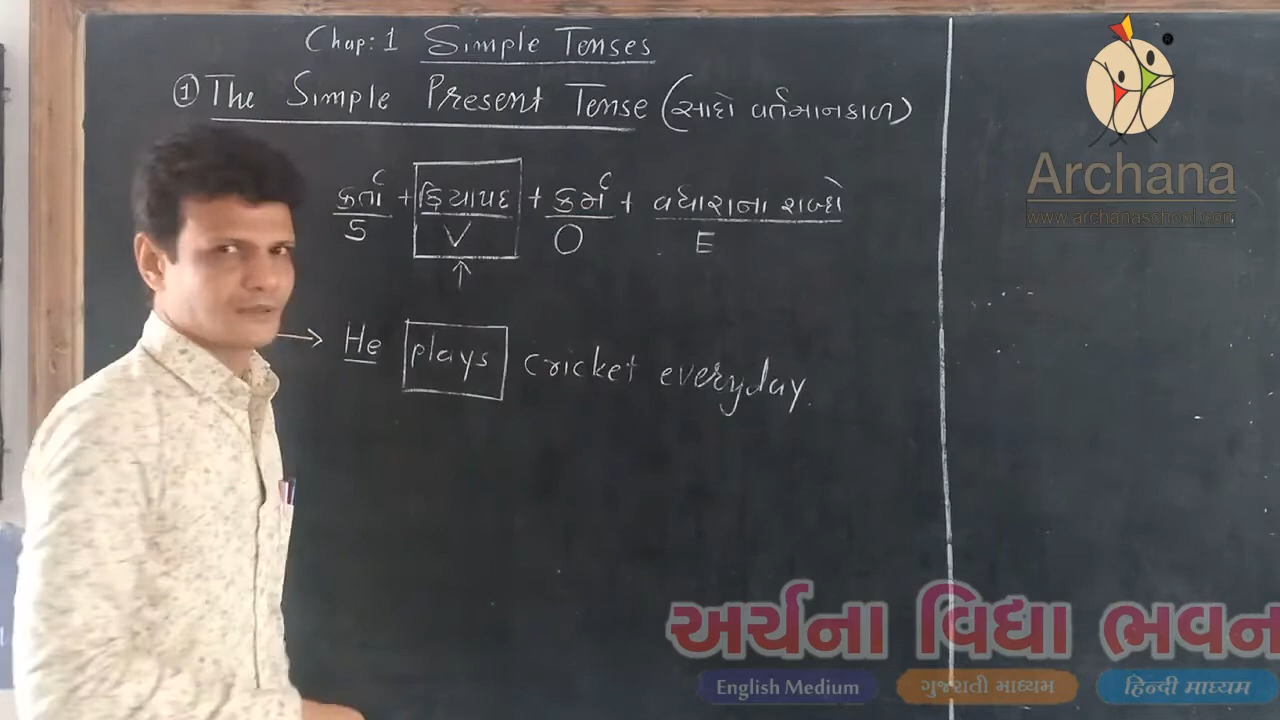 Chap: 1 Simple Tenses
① The Simple Present Tense (સાદો વર્તમાનકાળ)
કર્તા + ક્રિયાપદ + કર્મ + વધારાના શબ્દો
S V O E
↑
→ He plays cricket everyday.
®
Archana
www.archanaschool.com
અર્ચના વિદ્યા ભવન
English Medium ગુજરાતી માધ્યમ हिन्दी माध्यम